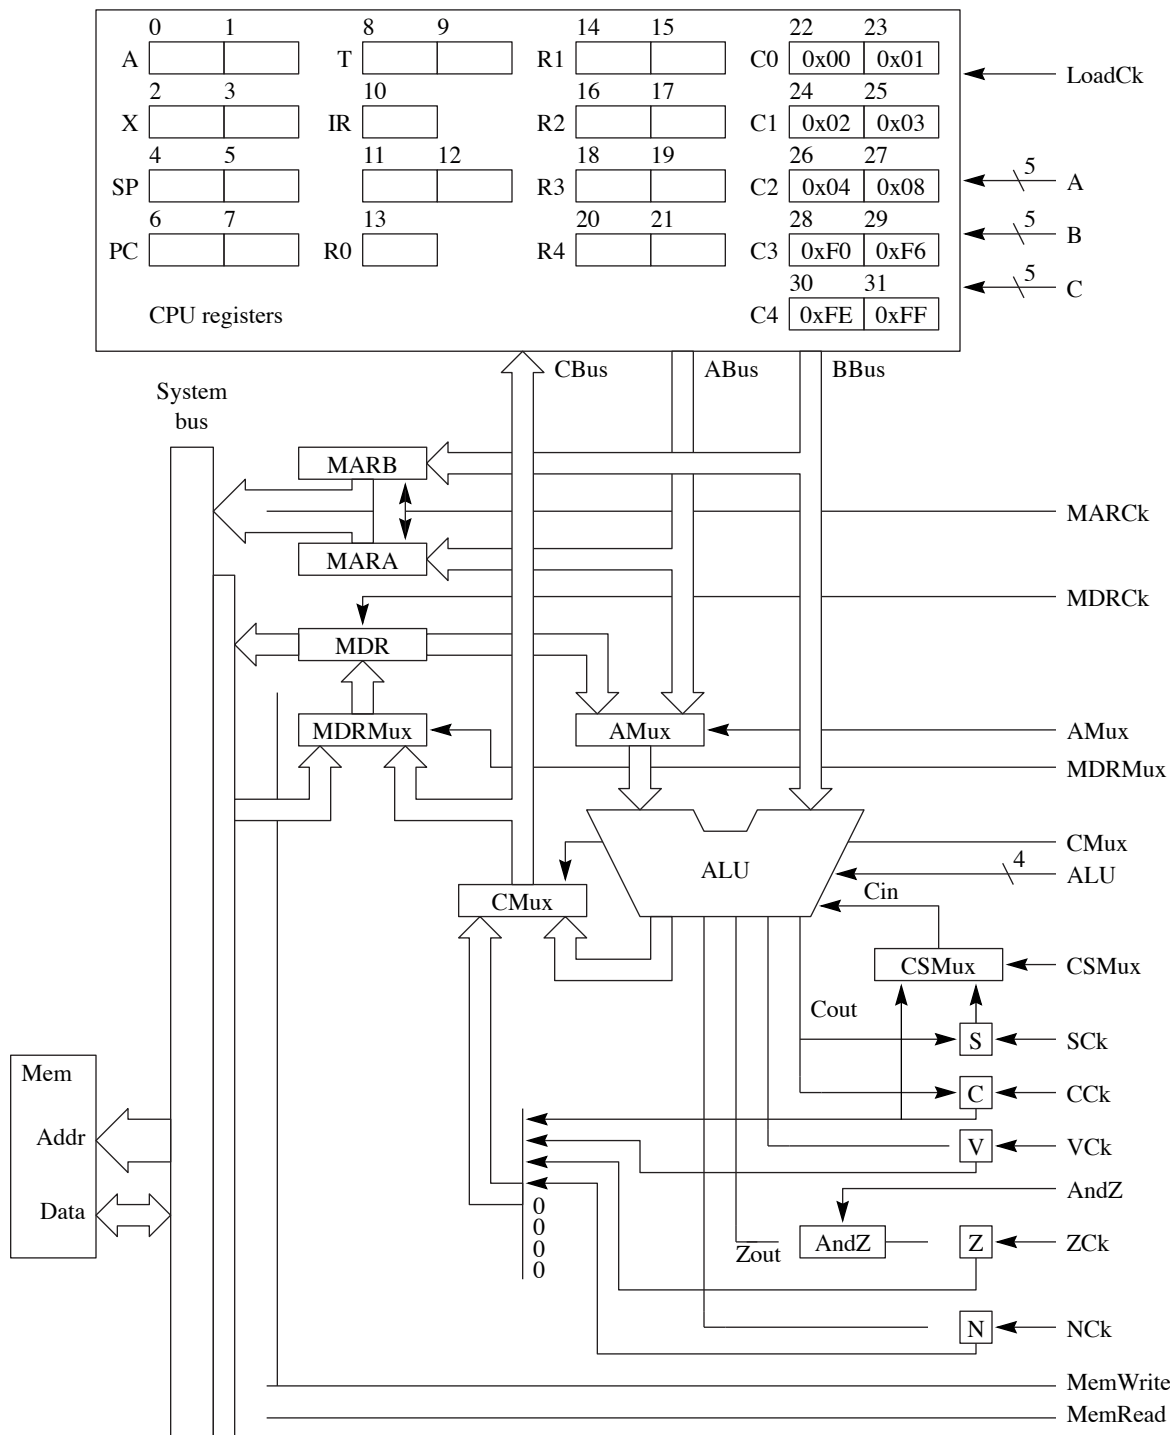 0 1 8 9 14 15 22 23
A T R1 C0 0x00 0x01
LoadCk
2 3 10 16 17 24 25
X IR R2 C1 0x02 0x03
4 5 11 12 18 19 26 27
SP R3 C2 0x04 0x08
5
A
6 7 13 20 21 28 29
PC R0 R4 C3 0xF0 0xF6
5
B
5
C
30 31
CPU registers C4 0xFE 0xFF
CBus ABus BBus
System
bus
MARB
MARCk
MARA
MDRCk
MDR
MDRMux AMux AMux
MDRMux
CMux
4
ALU ALU
Cin
CMux
CSMux CSMux
Cout
S SCk
Mem
C CCk
Addr
V VCk
AndZ
Data
0
0
0
0
Zout AndZ Z ZCk
N NCk
MemWrite
MemRead